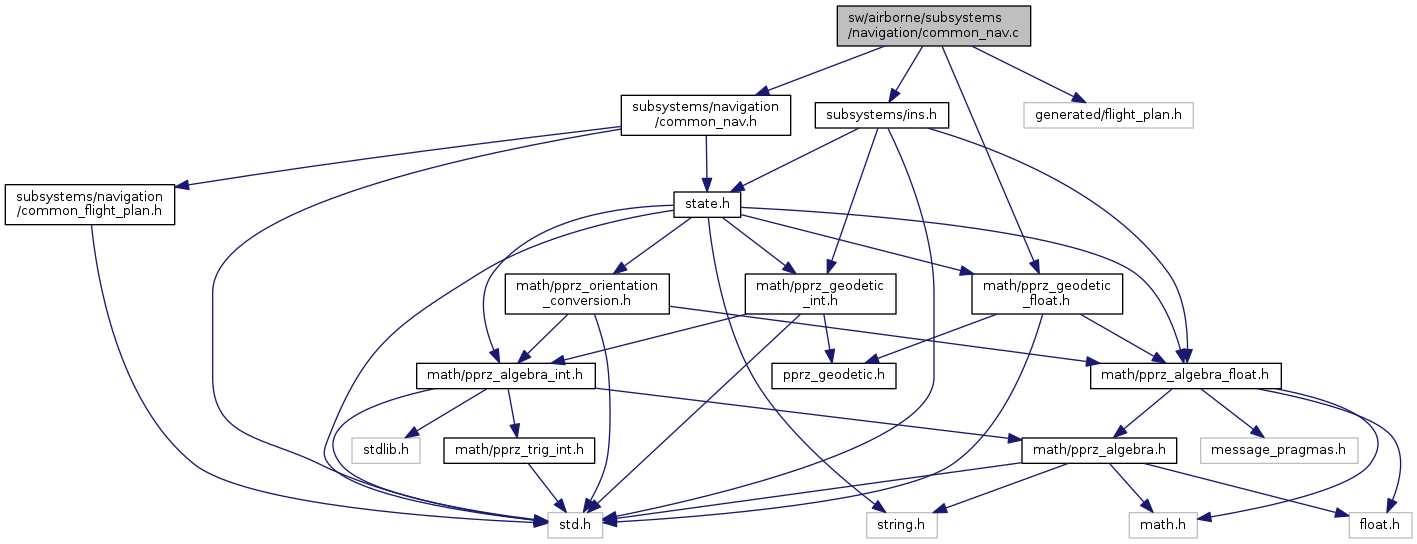 sw/airborne/subsystems
/navigation/common_nav.c
subsystems/navigation
/common_nav.h
subsystems/ins.h
generated/flight_plan.h
subsystems/navigation
/common_flight_plan.h
state.h
math/pprz_orientation
_conversion.h
math/pprz_geodetic
_int.h
math/pprz_geodetic
_float.h
math/pprz_algebra_int.h
pprz_geodetic.h
math/pprz_algebra_float.h
stdlib.h
math/pprz_trig_int.h
math/pprz_algebra.h
message_pragmas.h
std.h
string.h
math.h
float.h